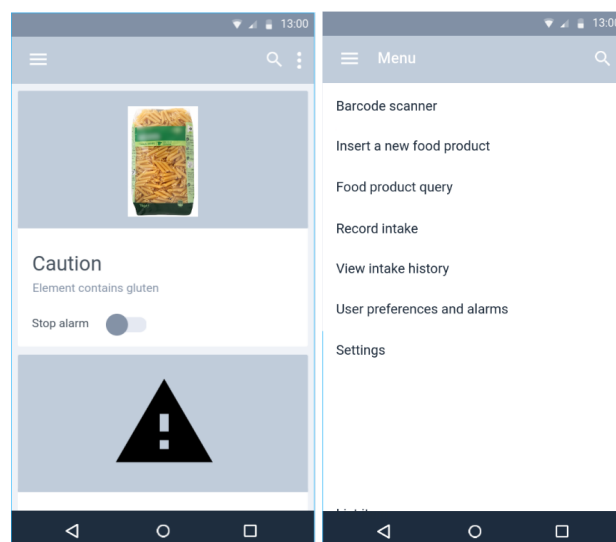 13:00
Caution
Element contains gluten
Stop alarm
13:00
Menu
Barcode scanner
Insert a new food product
Food product query
Record intake
View intake history
User preferences and alarms
Settings